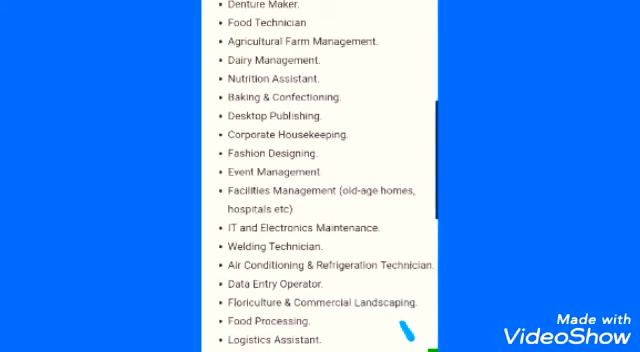 Denture Maker.
Food Technician
Agricultural Farm Management.
Dairy Management.
Nutrition Assistant.
Baking & Confectioning.
Desktop Publishing.
Corporate Housekeeping.
Fashion Designing.
Event Management
Facilities Management (old-age homes,
hospitals etc)
IT and Electronics Maintenance.
Welding Technician.
Air Conditioning & Refrigeration Technician.
Data Entry Operator.
Floriculture & Commercial Landscaping.
Food Processing.
Logistics Assistant.
Made with
VideoShow